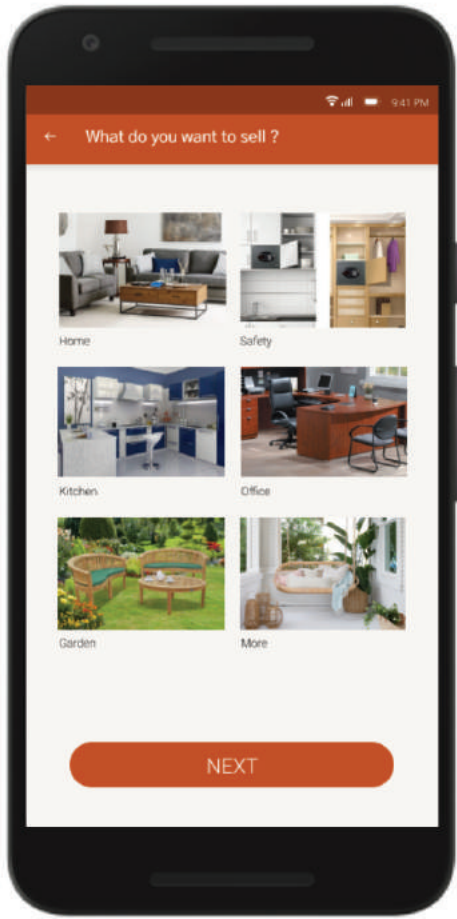 9:41 PM
What do you want to sell ?
Home
Safety
Kitchen
Office
Garden
More
NEXT